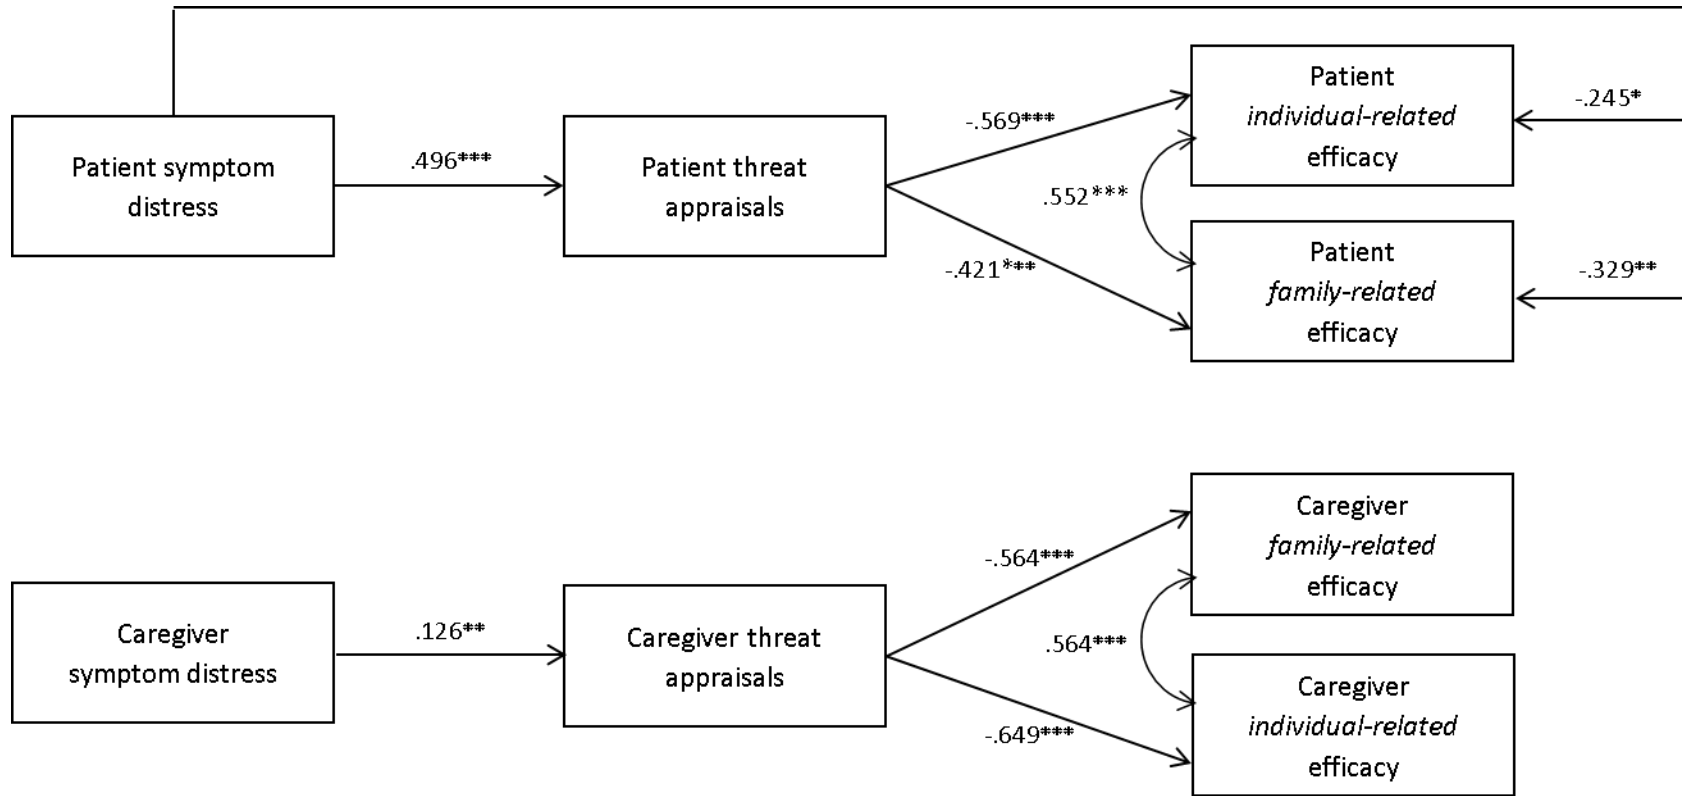 Patient symptom
distress
.496***
Patient threat
appraisals
-.569***
-.421***
.552***
Patient
individual-related
efficacy
Patient
family-related
efficacy
-.245*
-.329**
Caregiver
symptom distress
.126**
Caregiver threat
appraisals
-.564***
-.649***
.564***
Caregiver
family-related
efficacy
Caregiver
individual-related
efficacy